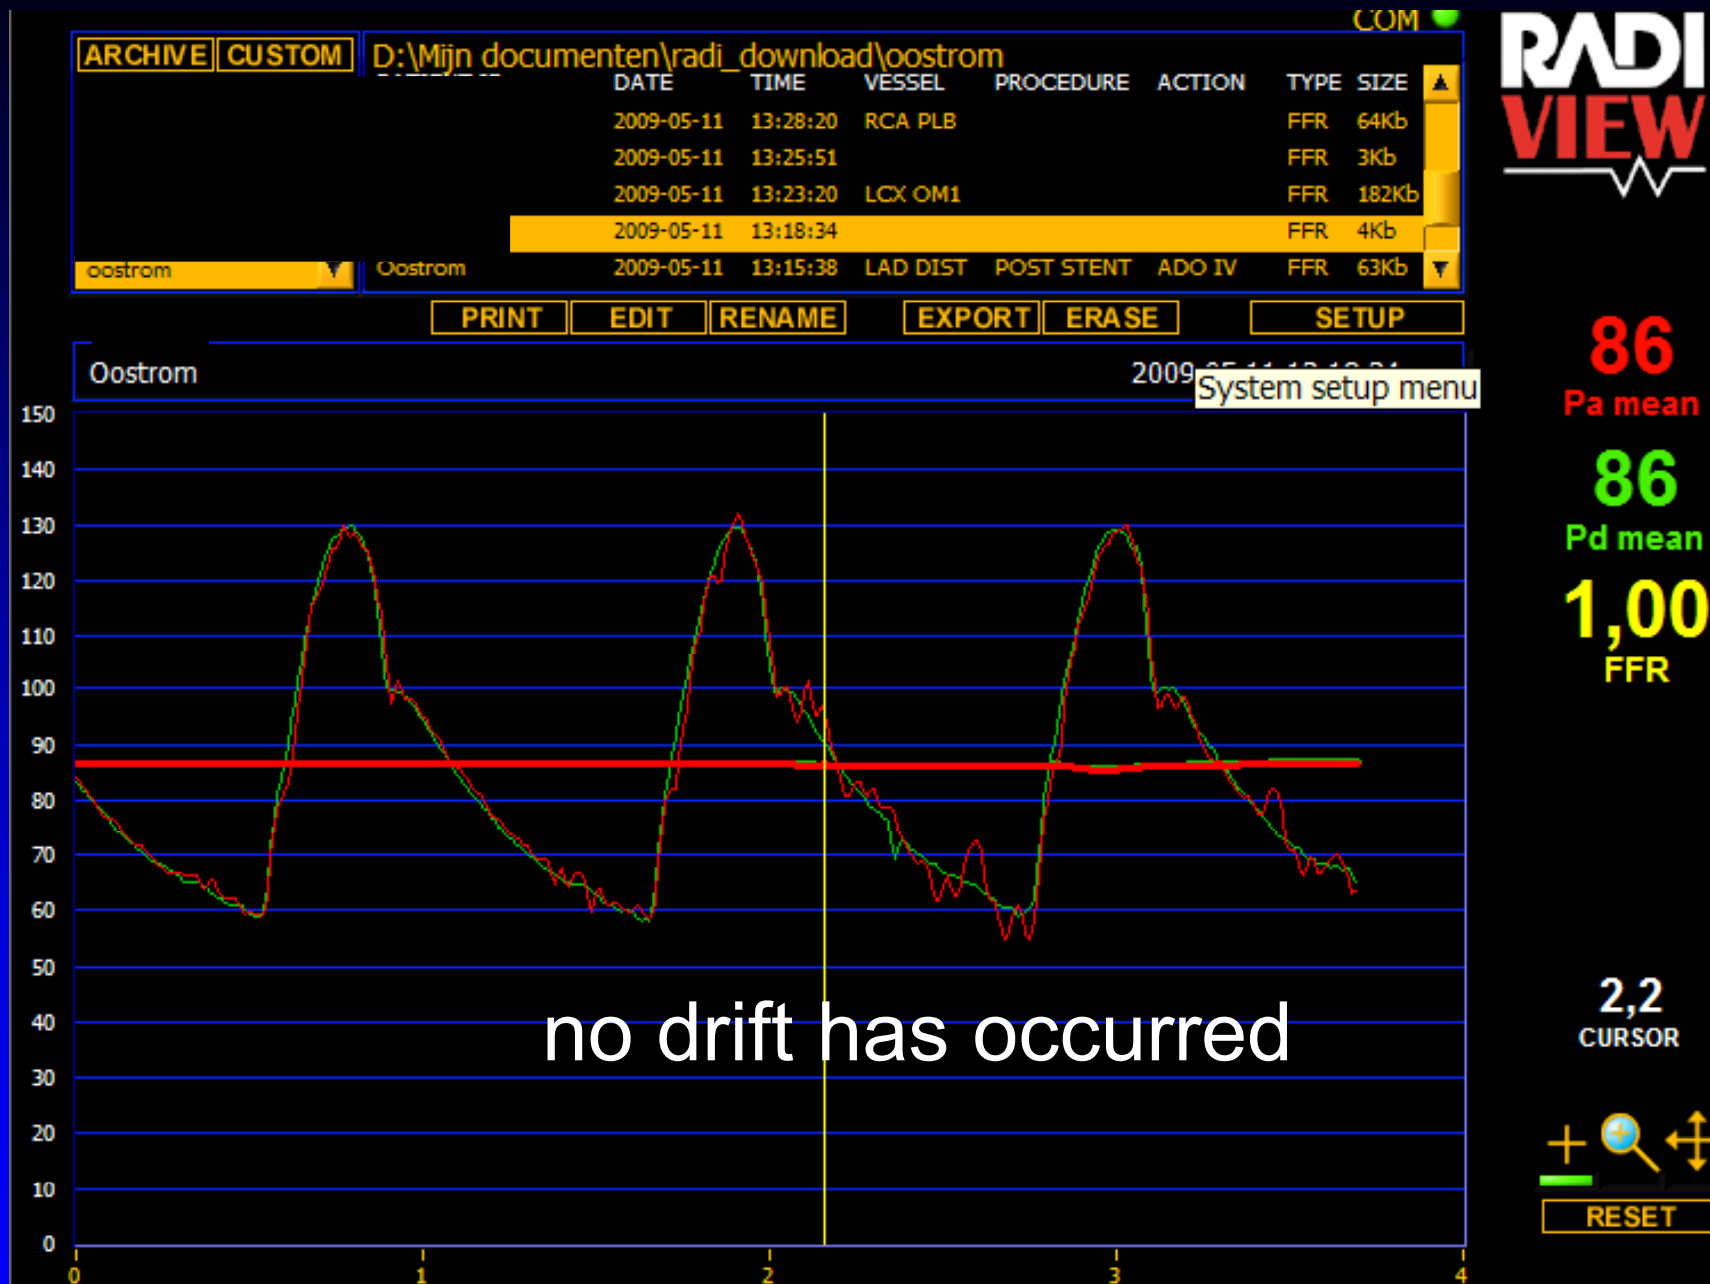 COM
ARCHIVE CUSTOM D:\Mijn documenten\radi_download\oostrom
DATE TIME VESSEL PROCEDURE ACTION TYPE SIZE
2009-05-11 13:28:20 RCA PLB FFR 64Kb
2009-05-11 13:25:51 FFR 3Kb
2009-05-11 13:23:20 LCX OM1 FFR 182Kb
2009-05-11 13:18:34 FFR 4Kb
oostrom Oostrom 2009-05-11 13:15:38 LAD DIST POST STENT ADO IV FFR 63Kb
PRINT EDIT RENAME EXPORT ERASE SETUP
Oostrom 2009
System setup menu
RADI
VIEW
86
Pa mean
86
Pd mean
1,00
FFR
2,2
CURSOR
RESET
150
140
130
120
110
100
90
80
70
60
50
40
30
20
10
0
no drift has occurred
0 1 2 3 4